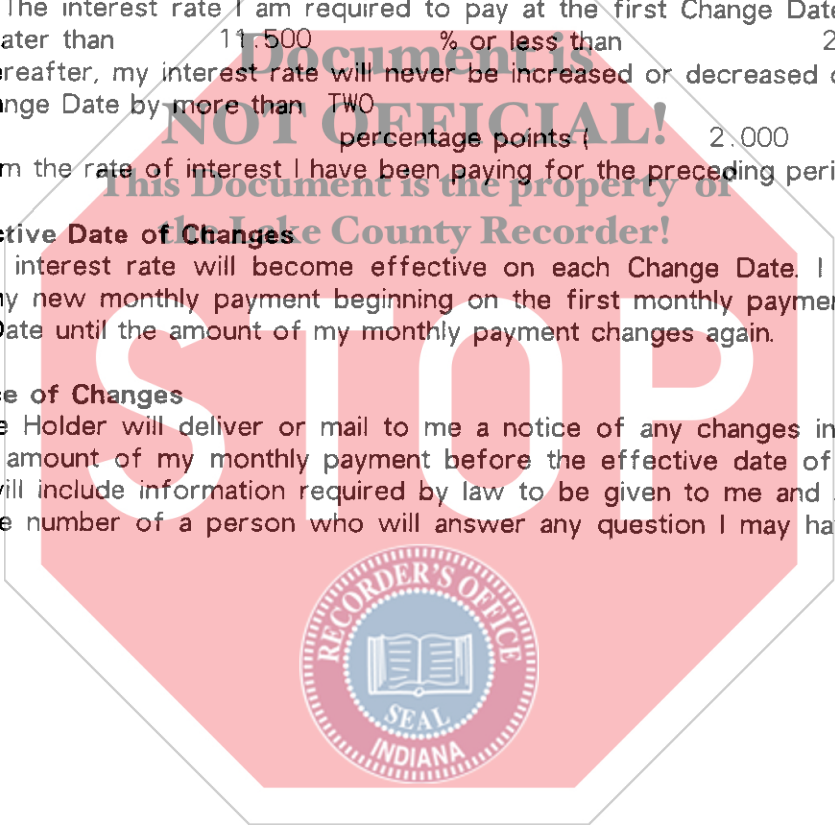 The interest rate I am required to pay at the first Change Dat
ater than 11.500 % or less than 2
ereafter, my interest rate will never be increased or decreased
nge Date by more than TWO
percentage points ( 2.000
m the rate of interest I have been paying for the preceding peri
Document is
NOT OFFICIAL!
This Document is the property of
the Lake County Recorder!
ctive Date of Changes
interest rate will become effective on each Change Date. I
ny new monthly payment beginning on the first monthly paymen
Date until the amount of my monthly payment changes again.
ce of Changes
e Holder will deliver or mail to me a notice of any changes in
amount of my monthly payment before the effective date of
will include information required by law to be given to me and
e number of a person who will answer any question I may ha
STOP
RECORDER'S OFFICE
SEAL
INDIANA